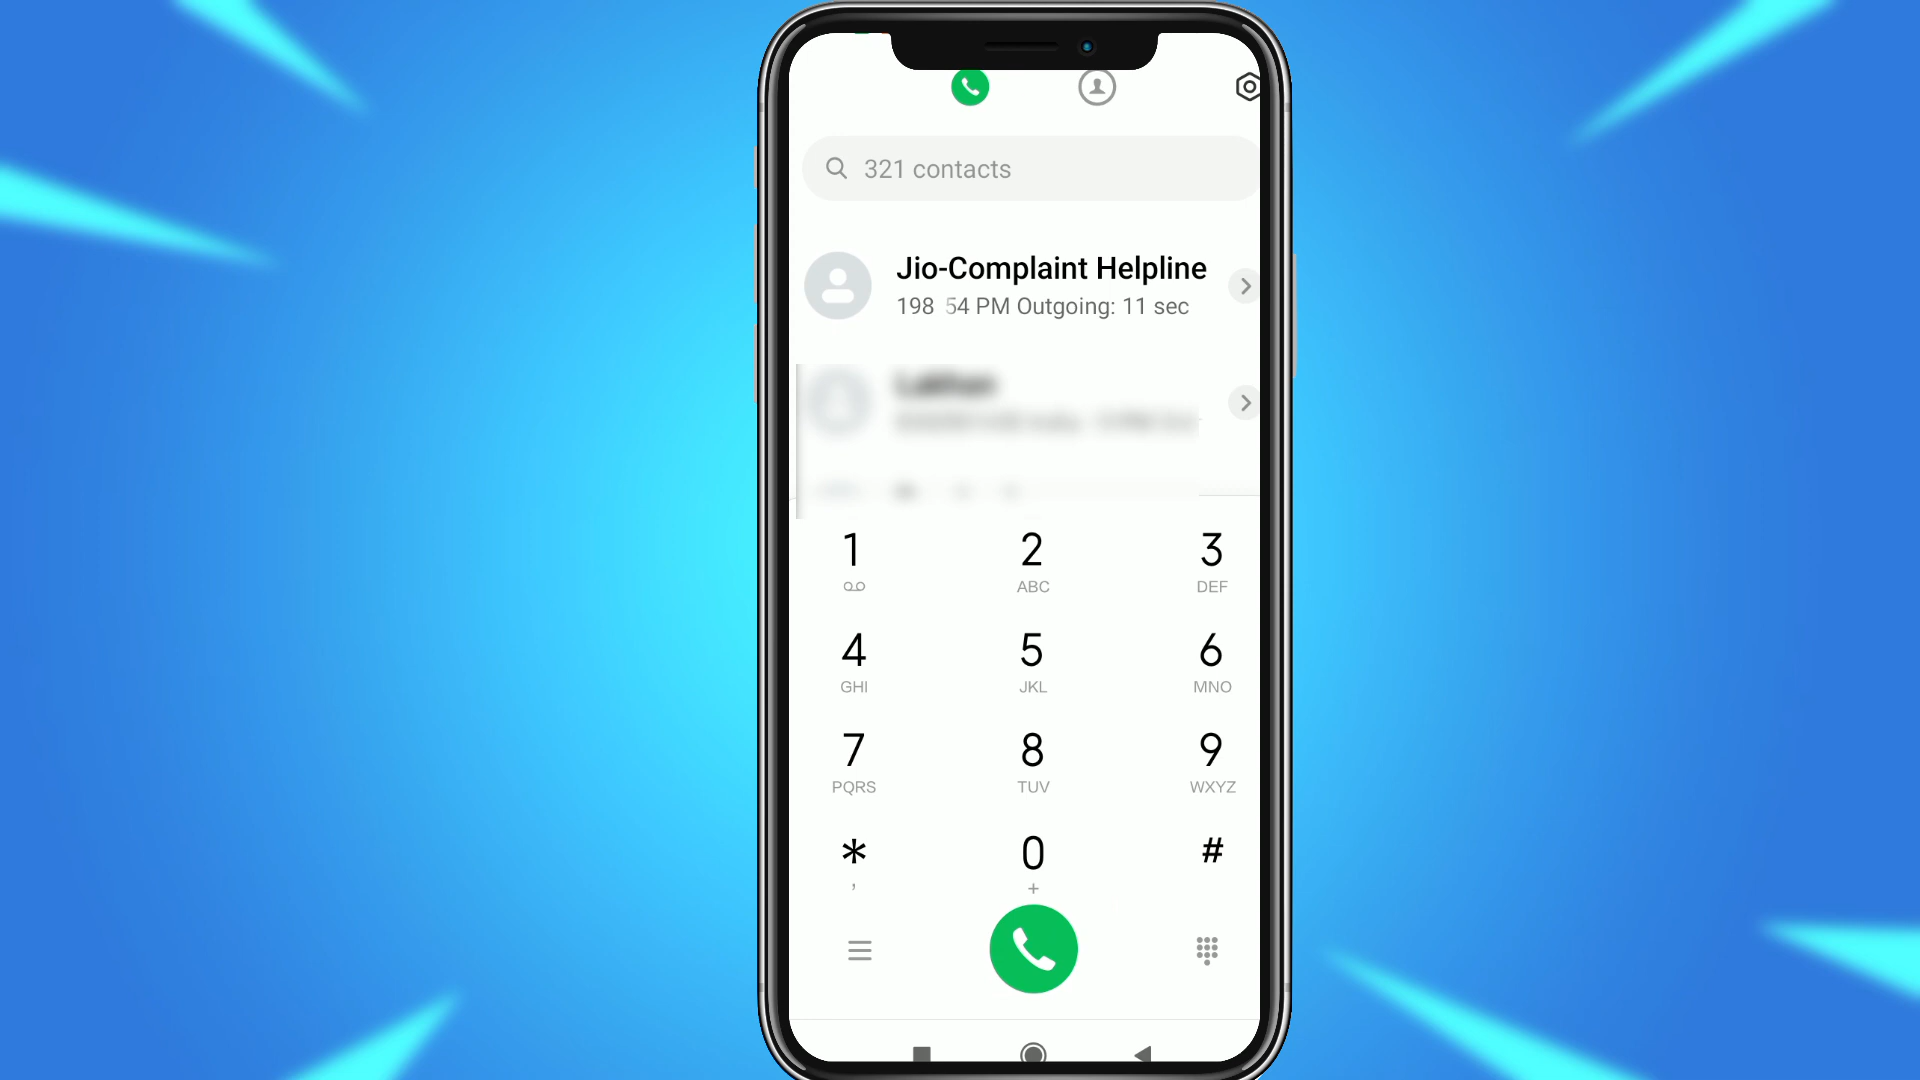 321 contacts
Jio-Complaint Helpline
198 54 PM Outgoing: 11 sec
1 2 3
ABC DEF
4 5 6
GHI JKL MNO
7 8 9
PQRS TUV WXYZ
* 0 #
, +